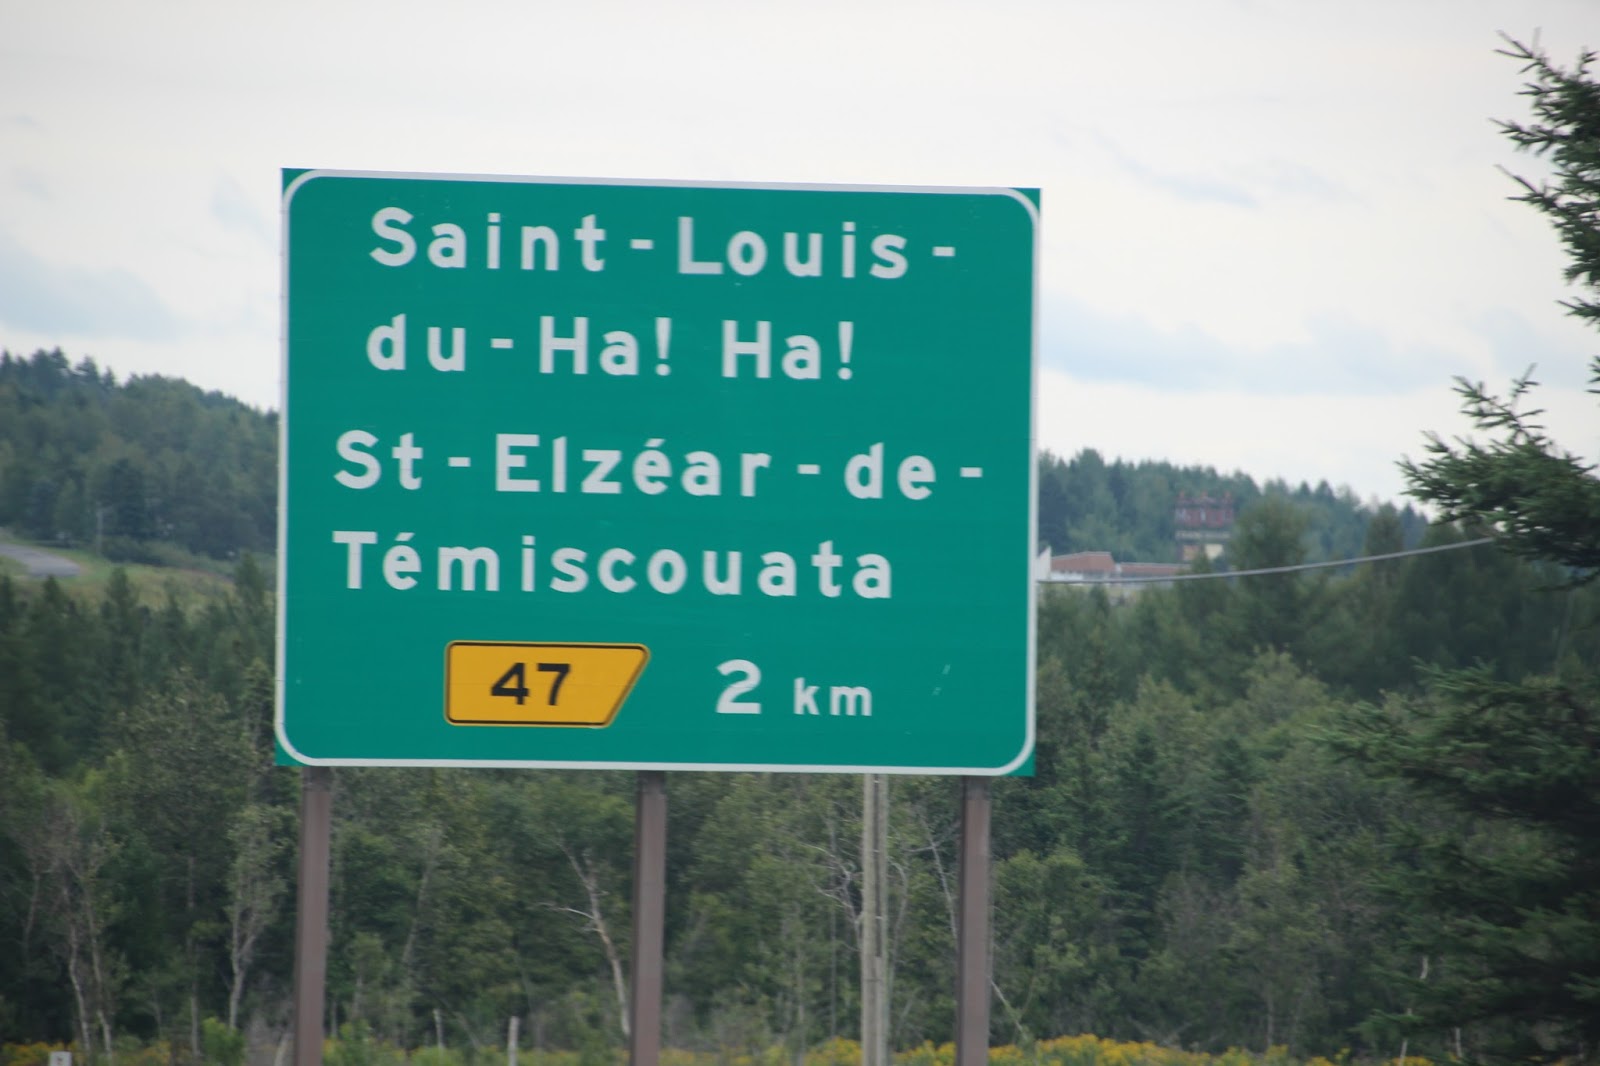 Saint-Louis-
du-Ha! Ha!
St-Elzéar-de-
Témiscouata
47 2 km